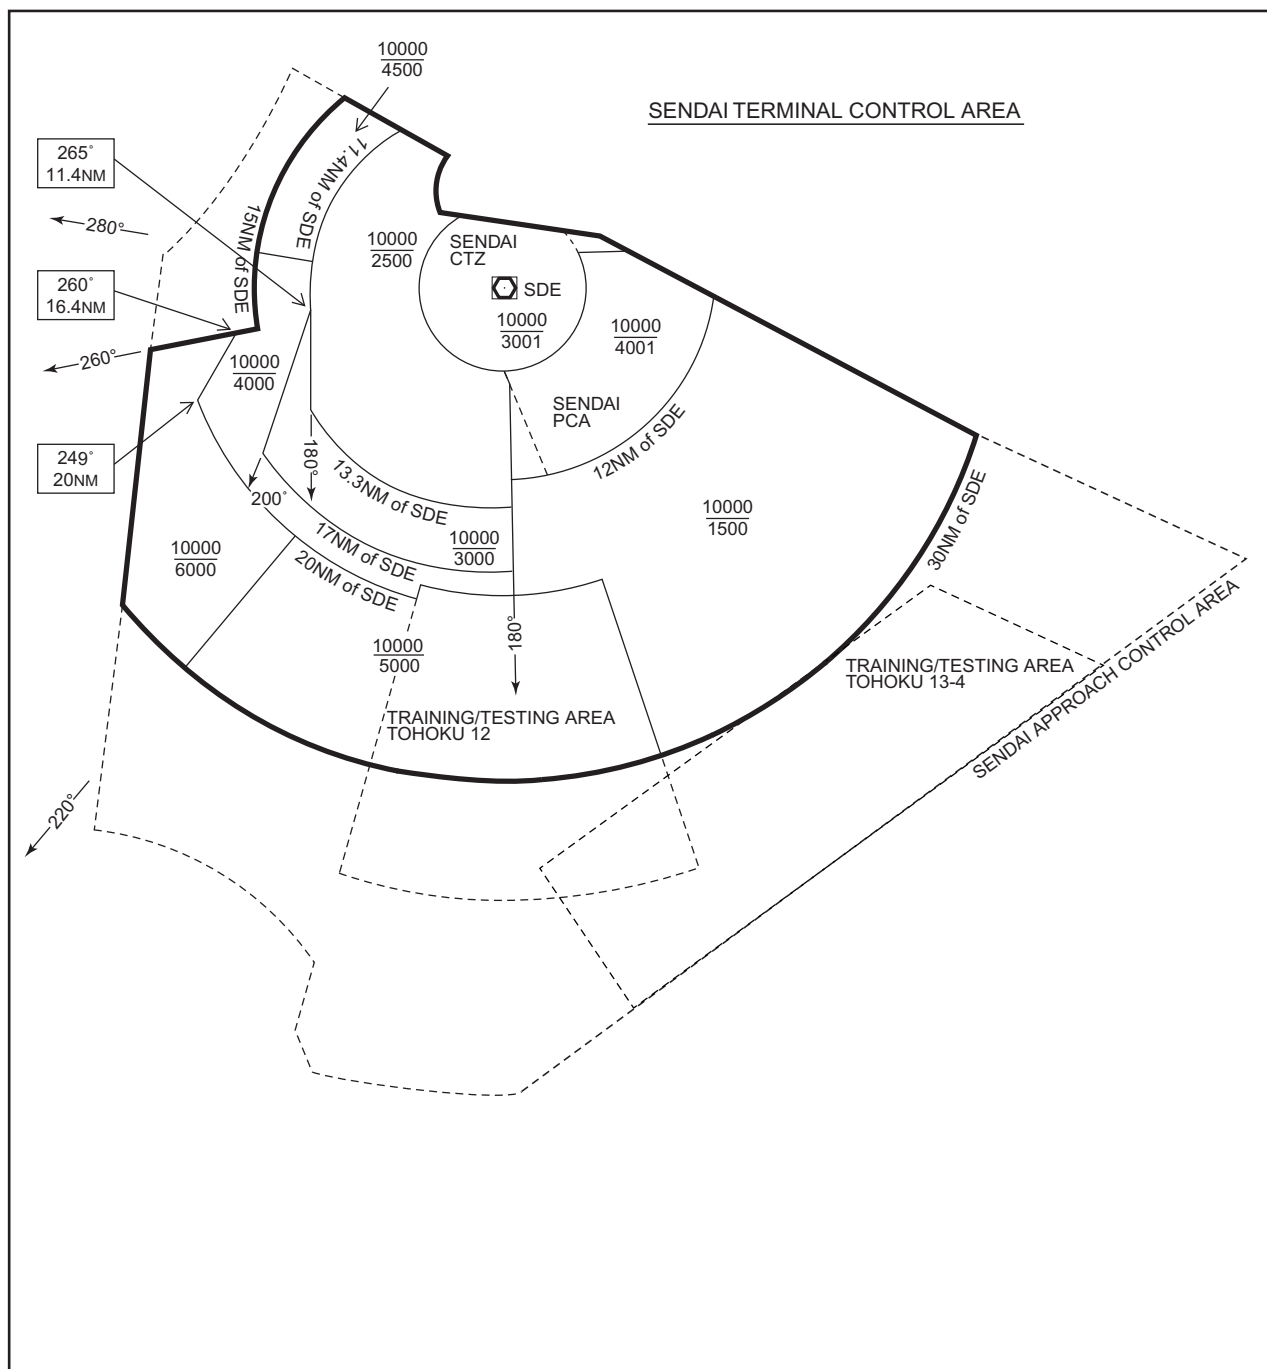 10000
4500
SENDAI TERMINAL CONTROL AREA
265°
11.4NM
11.4NM of SDE
15NM of SDE
280°
10000
2500
SENDAI
CTZ
SDE
260°
16.4NM
10000
3001
10000
4001
260°
10000
4000
SENDAI
PCA
12NM of SDE
249°
20NM
180°
13.3NM of SDE
200°
10000
1500
30NM of SDE
17NM of SDE
10000
3000
10000
6000
20NM of SDE
180°
10000
5000
SENDAI APPROACH CONTROL AREA
TRAINING/TESTING AREA
TOHOKU 13-4
TRAINING/TESTING AREA
TOHOKU 12
220°